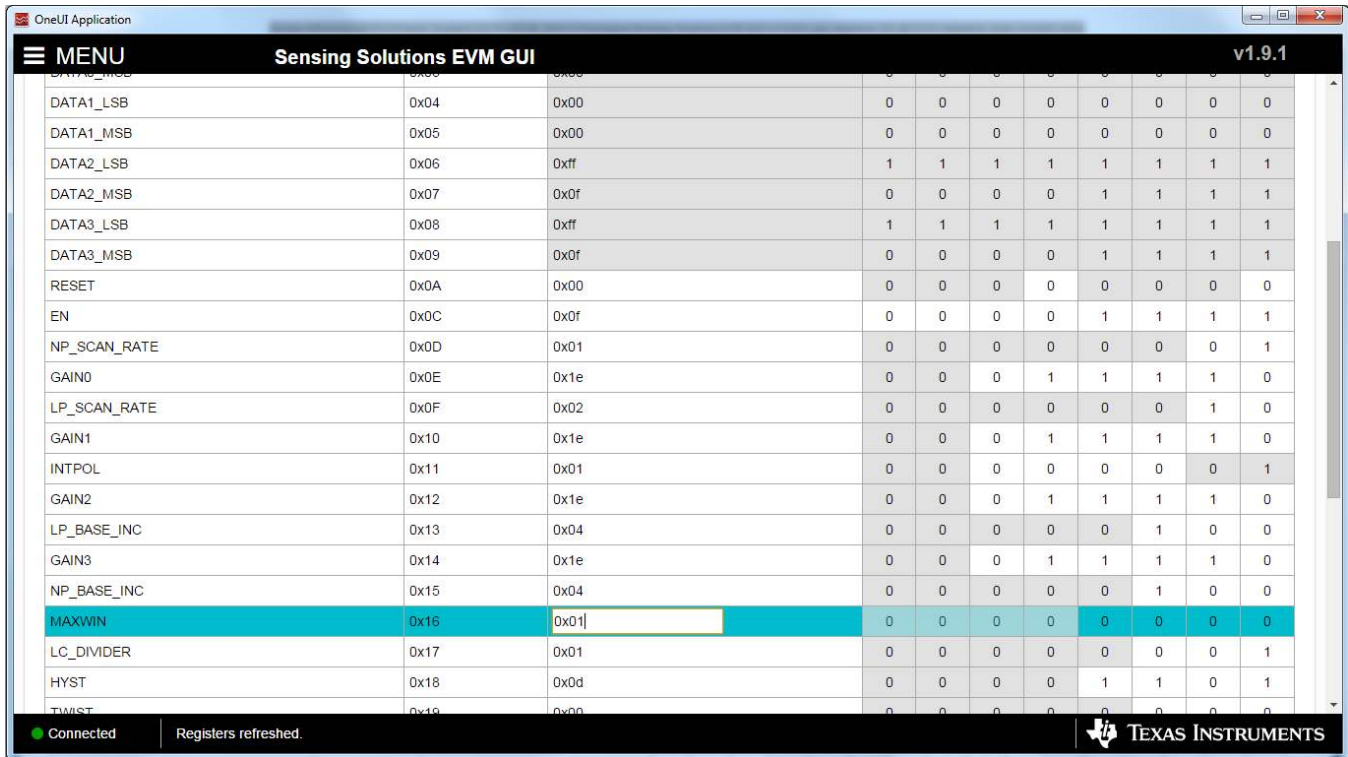 OneUI Application
MENU Sensing Solutions EVM GUI v1.9.1
DATA1_LSB 0x04 0x00 0 0 0 0 0 0 0 0
DATA1_MSB 0x05 0x00 0 0 0 0 0 0 0 0
DATA2_LSB 0x06 0xff 1 1 1 1 1 1 1 1
DATA2_MSB 0x07 0x0f 0 0 0 0 1 1 1 1
DATA3_LSB 0x08 0xff 1 1 1 1 1 1 1 1
DATA3_MSB 0x09 0x0f 0 0 0 0 1 1 1 1
RESET 0x0A 0x00 0 0 0 0 0 0 0 0
EN 0x0C 0x0f 0 0 0 0 1 1 1 1
NP_SCAN_RATE 0x0D 0x01 0 0 0 0 0 0 0 1
GAIN0 0x0E 0x1e 0 0 0 1 1 1 1 0
LP_SCAN_RATE 0x0F 0x02 0 0 0 0 0 0 1 0
GAIN1 0x10 0x1e 0 0 0 1 1 1 1 0
INTPOL 0x11 0x01 0 0 0 0 0 0 0 1
GAIN2 0x12 0x1e 0 0 0 1 1 1 1 0
LP_BASE_INC 0x13 0x04 0 0 0 0 0 1 0 0
GAIN3 0x14 0x1e 0 0 0 1 1 1 1 0
NP_BASE_INC 0x15 0x04 0 0 0 0 0 1 0 0
MAXWIN 0x16 0x01 0 0 0 0 0 0 0 0
LC_DIVIDER 0x17 0x01 0 0 0 0 0 0 0 1
HYST 0x18 0x0d 0 0 0 0 1 1 0 1
TWIST 0x19 0x00 0 0 0 0 0 0 0 0
Connected Registers refreshed. TEXAS INSTRUMENTS